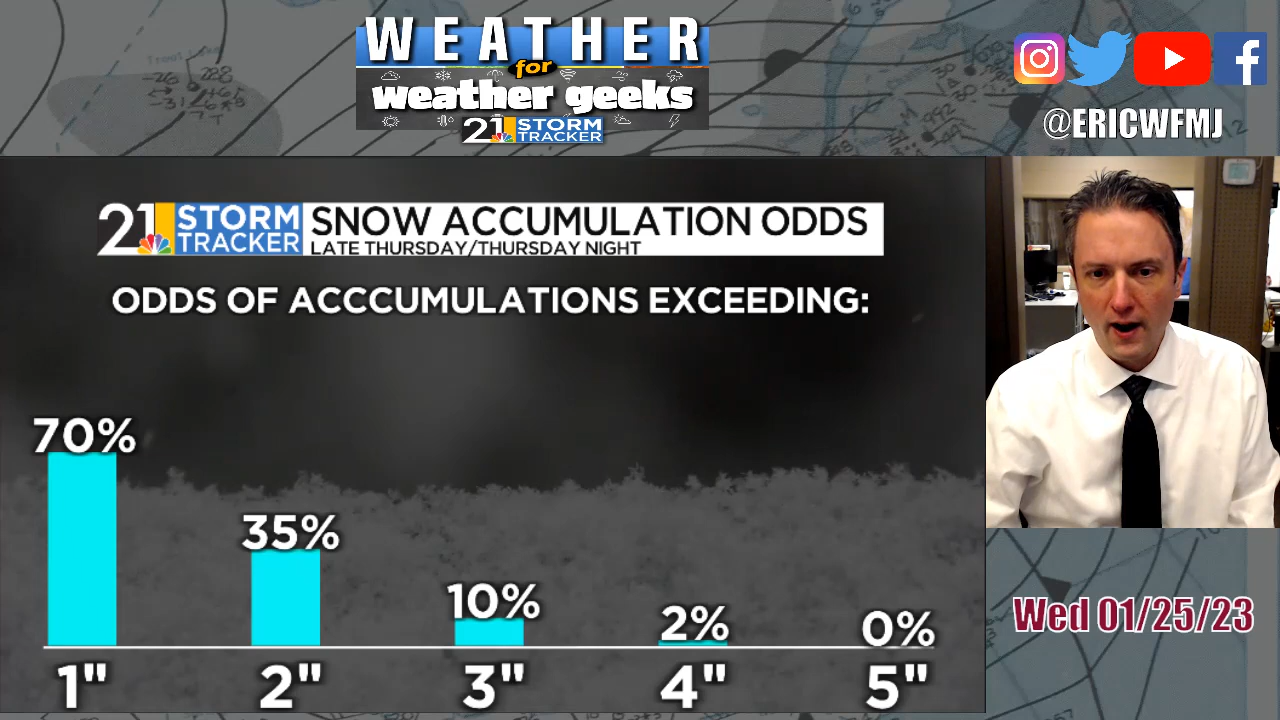 WEATHER
for
weather geeks
21 STORM
TRACKER
@ERICWFMJ
21 STORM
TRACKER
SNOW ACCUMULATION ODDS
LATE THURSDAY/THURSDAY NIGHT
ODDS OF ACCCUMULATIONS EXCEEDING:
70%
35%
10%
2%
0%
1" 2" 3" 4" 5"
Wed 01/25/23